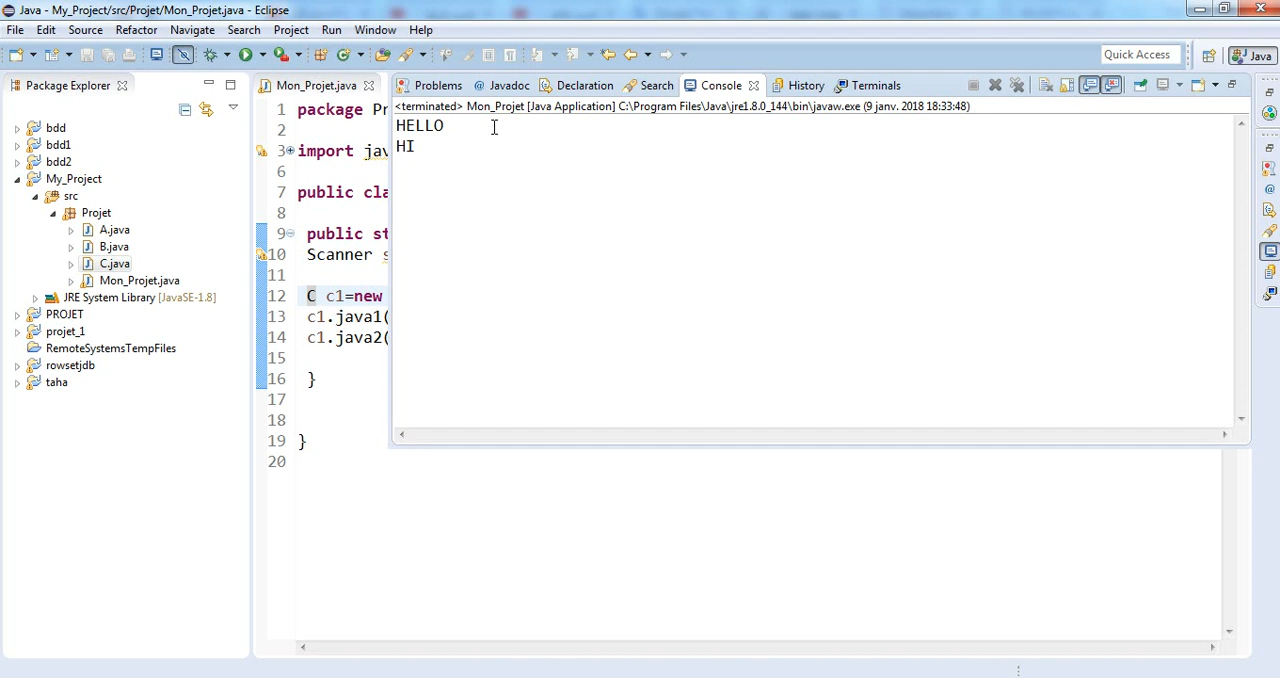 Java - My_Project/src/Projet/Mon_Projet.java - Eclipse
File Edit Source Refactor Navigate Search Project Run Window Help
Quick Access
Java
Package Explorer
bdd
bdd1
bdd2
My_Project
src
Projet
A.java
B.java
C.java
Mon_Projet.java
JRE System Library [JavaSE-1.8]
PROJET
projet_1
RemoteSystemsTempFiles
rowsetjdb
taha
Mon_Projet.java
1 package Pr
2
3 import jav
6
7 public cla
8
9 public st
10 Scanner s
11
12 C c1=new
13 c1.java1(
14 c1.java2(
15
16 }
17
18
19 }
20
Problems @ Javadoc Declaration Search Console History Terminals
<terminated> Mon_Projet [Java Application] C:\Program Files\Java\jre1.8.0_144\bin\javaw.exe (9 janv. 2018 18:33:48)
HELLO
HI